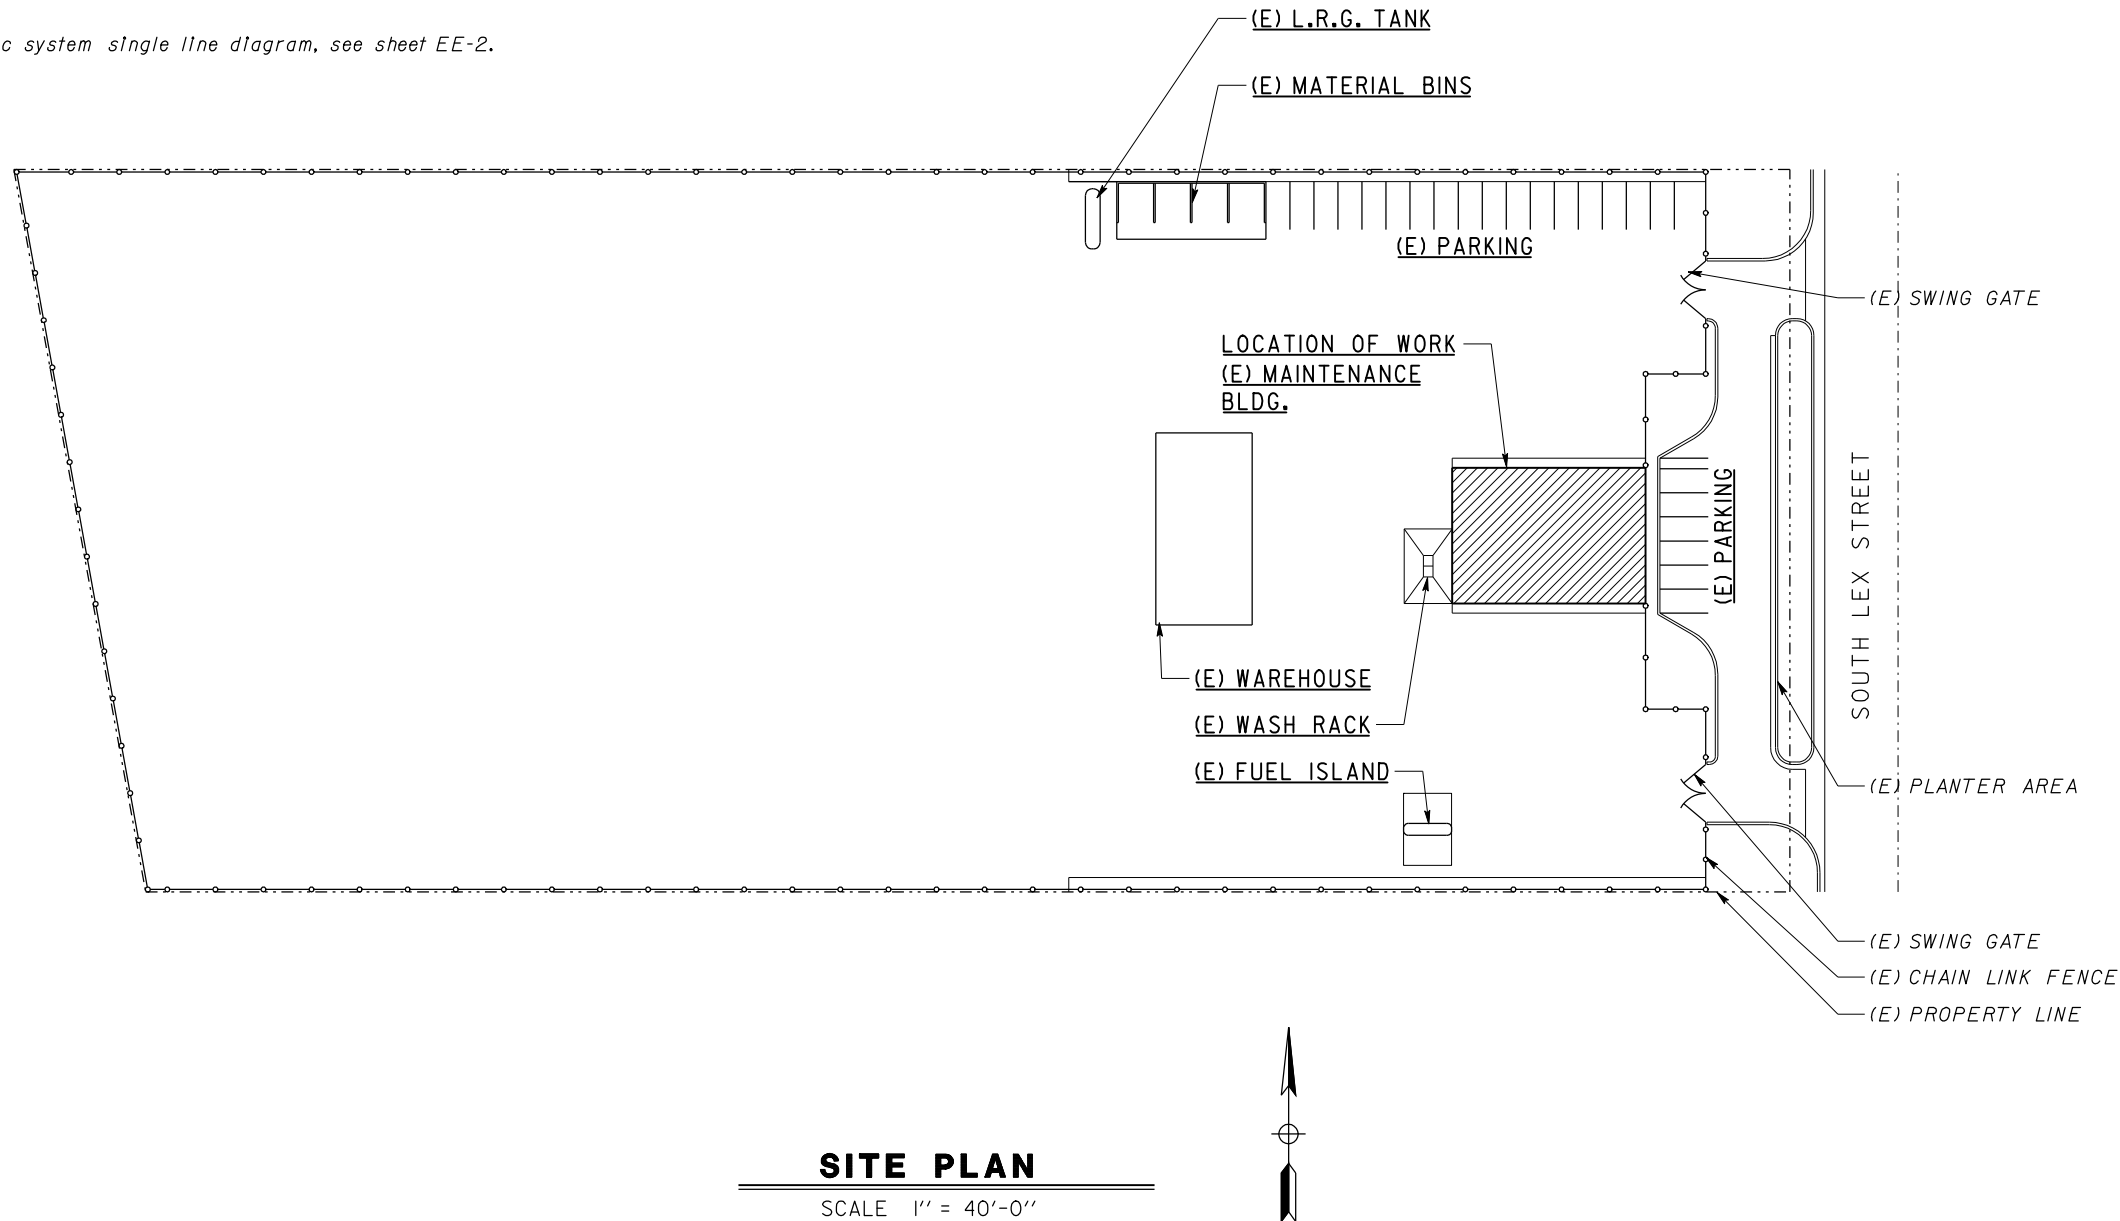 c system single line diagram, see sheet EE-2.
(E) L.R.G. TANK
(E) MATERIAL BINS
(E) PARKING
(E) SWING GATE
LOCATION OF WORK
(E) MAINTENANCE
BLDG.
(E) PARKING
SOUTH LEX STREET
(E) WAREHOUSE
(E) WASH RACK
(E) FUEL ISLAND
(E) PLANTER AREA
(E) SWING GATE
(E) CHAIN LINK FENCE
(E) PROPERTY LINE
SITE PLAN
SCALE 1" = 40'-0"